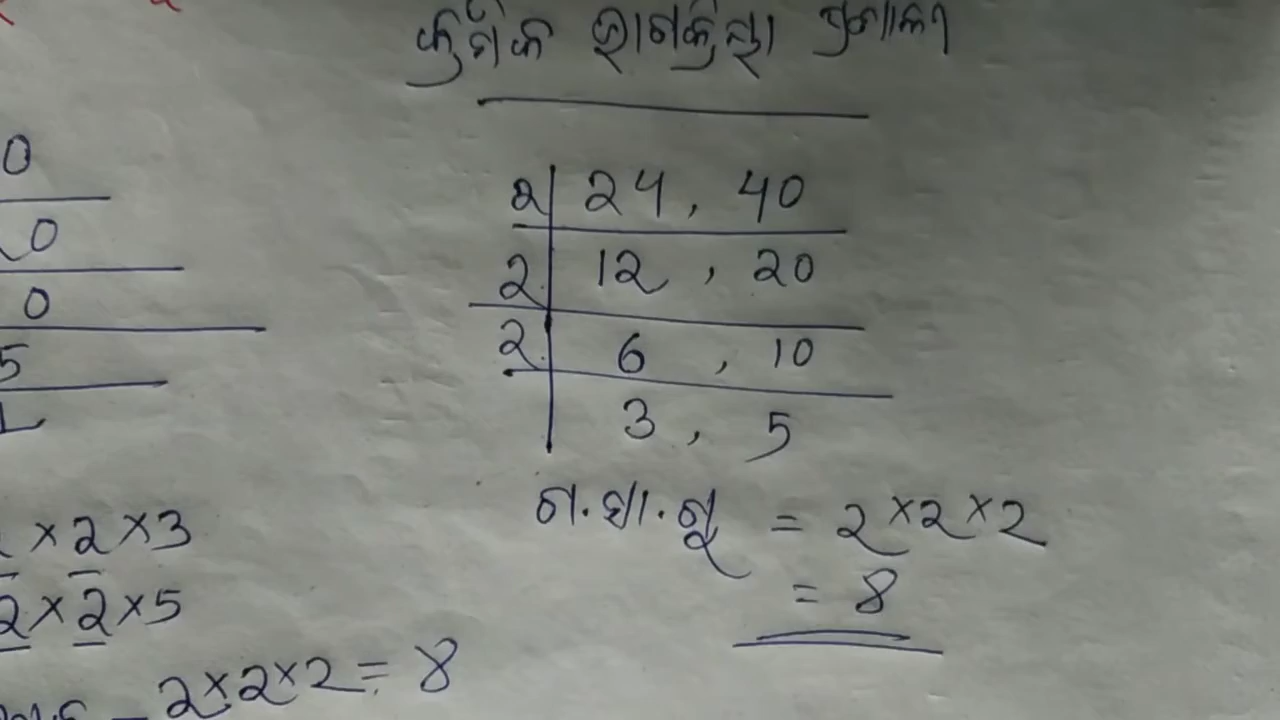 କ୍ରମିକ ଭାଗକ୍ରିୟା ପ୍ରଣାଳୀ
0
0
0
5
2 24, 40
2 12, 20
2 6, 10
3, 5
ଗ.ସା.ଗୁ = 2×2×2
= 8
×2×3
2×2×5
2×2×2 = 8